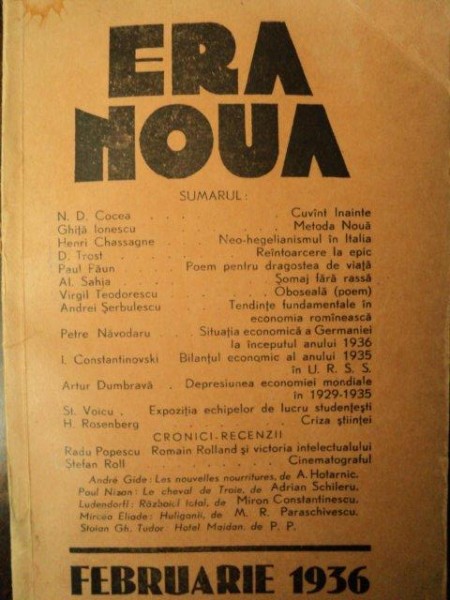 ERA
NOUA
SUMARUL:
N. D. Cocea . . . . . Cuvînt Inainte
Ghiță Ionescu . . . . . Metoda Nouă
Henri Chassagne . . Neo-hegelianismul în Italia
D. Trost . . . . . Reîntoarcere la epic
Paul Păun . Poem pentru dragostea de viață
Al. Sahia . . . . . Șomaj fără rassă
Virgil Teodorescu . . . . Oboseală (poem)
Andrei Șerbulescu . Tendințe fundamentale în
economia romînească
Petre Năvodaru . Situația economică a Germaniei
la începutul anului 1936
I. Constantinovski Bilanțul economic al anului 1935
în U. R. S. S.
Artur Dumbravă . Depresiunea economiei mondiale
în 1929-1935
St. Voicu . Expoziția echipelor de lucru studențești
H. Rosenberg . . . . . Criza științei
CRONICI-RECENZII
Radu Popescu Romain Rolland și victoria intelectualului
Ștefan Roll . . . . . Cinematograful
André Gide: Les nouvelles nourritures, de A. Hotarnic.
Paul Nizan: Le cheval de Troie, de Adrian Schileru.
Ludendorff: Războiul total, de Miron Constantinescu.
Mircea Eliade: Huliganii, de M. R. Paraschivescu.
Stoian Gh. Tudor Hotel Maidan, de P. P.
FEBRUARIE 1936